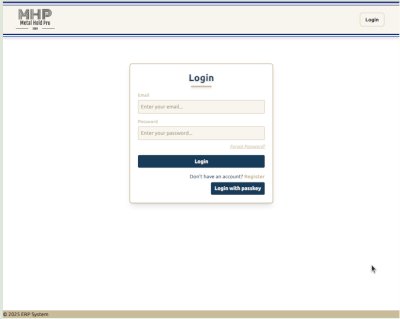 MHP
Metal Hold Pro
Login
Login
Email
Enter your email...
Password
Enter your password...
Forgot Password
Login
Don't have an account? Register
Login with passkey
© 2025 ERP System